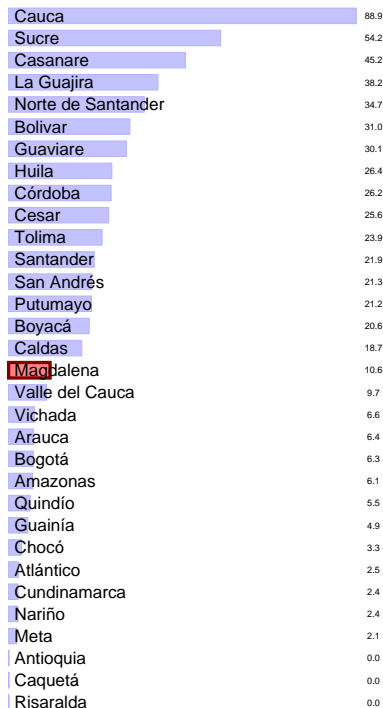 Cauca 88.9
Sucre 54.2
Casanare 45.2
La Guajira 38.2
Norte de Santander 34.7
Bolivar 31.0
Guaviare 30.1
Huila 26.4
Córdoba 26.2
Cesar 25.6
Tolima 23.9
Santander 21.9
San Andrés 21.3
Putumayo 21.2
Boyacá 20.6
Caldas 18.7
Magdalena 10.6
Valle del Cauca 9.7
Vichada 6.6
Arauca 6.4
Bogotá 6.3
Amazonas 6.1
Quindío 5.5
Guainía 4.9
Chocó 3.3
Atlántico 2.5
Cundinamarca 2.4
Nariño 2.4
Meta 2.1
Antioquia 0.0
Caquetá 0.0
Risaralda 0.0